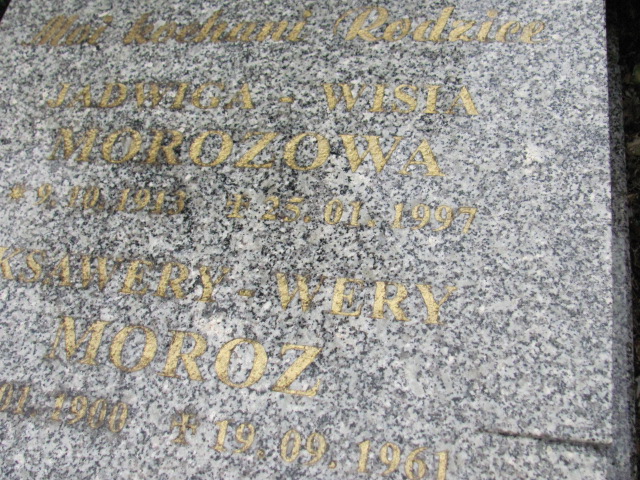 Moi kochani Rodzice
JADWIGA - WISIA
MOROZOWA
10.1913 ✝ 25.01.1997
KSAWERY - WERY
MOROZ
01.1900 ✝ 19.09.1961